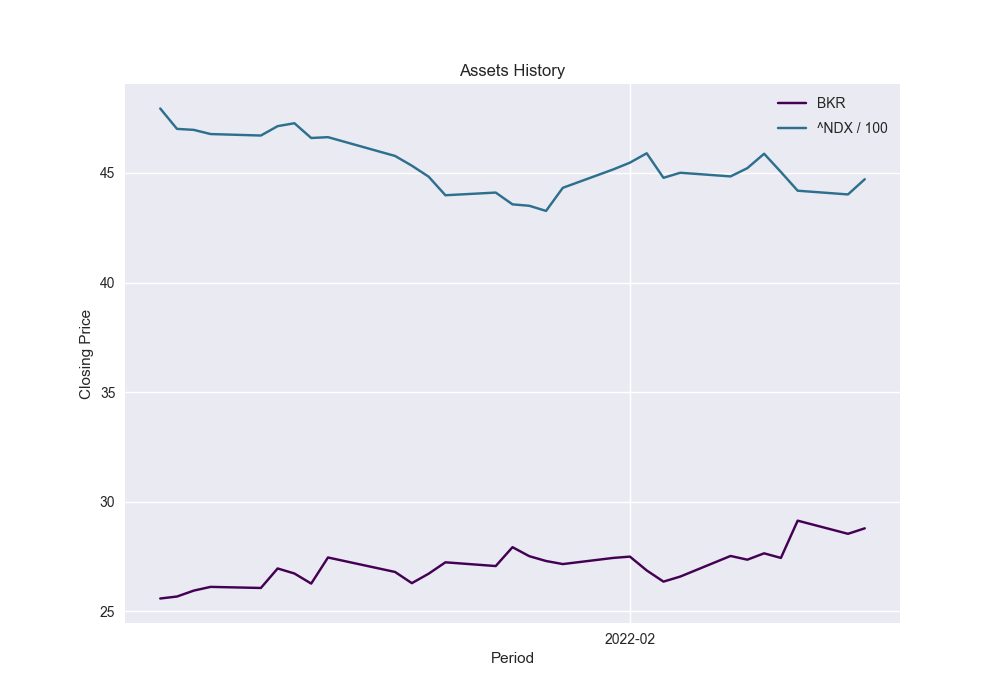 Assets History
BKR
^NDX / 100
45
40
35
30
25
Closing Price
2022-02
Period